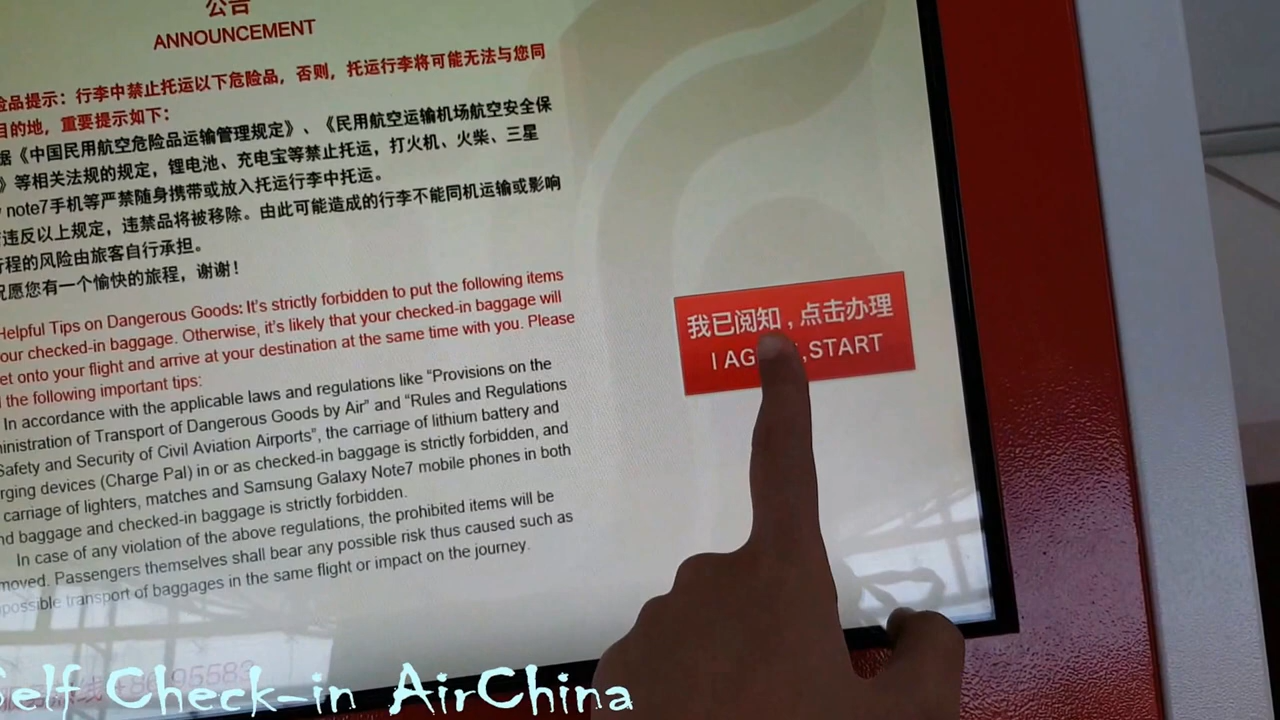 公告
ANNOUNCEMENT
险品提示：行李中禁止托运以下危险品，否则，托运行李将可能无法与您同
目的地，重要提示如下：
据《中国民用航空危险品运输管理规定》、《民用航空运输机场航空安全保
》等相关法规的规定，锂电池、充电宝等禁止托运，打火机、火柴、三星
note7手机等严禁随身携带或放入托运行李中托运。
违反以上规定，违禁品将被移除。由此可能造成的行李不能同机运输或影响
行程的风险由旅客自行承担。
祝愿您有一个愉快的旅程，谢谢！
Helpful Tips on Dangerous Goods: It's strictly forbidden to put the following items
our checked-in baggage. Otherwise, it's likely that your checked-in baggage will
et onto your flight and arrive at your destination at the same time with you. Please
the following important tips:
In accordance with the applicable laws and regulations like "Provisions on the
ministration of Transport of Dangerous Goods by Air" and "Rules and Regulations
Safety and Security of Civil Aviation Airports", the carriage of lithium battery and
rging devices (Charge Pal) in or as checked-in baggage is strictly forbidden, and
carriage of lighters, matches and Samsung Galaxy Note7 mobile phones in both
nd baggage and checked-in baggage is strictly forbidden.
In case of any violation of the above regulations, the prohibited items will be
moved. Passengers themselves shall bear any possible risk thus caused such as
mpossible transport of baggages in the same flight or impact on the journey.
我已阅知，点击办理
I AG ,START
95583
Self Check-in AirChina